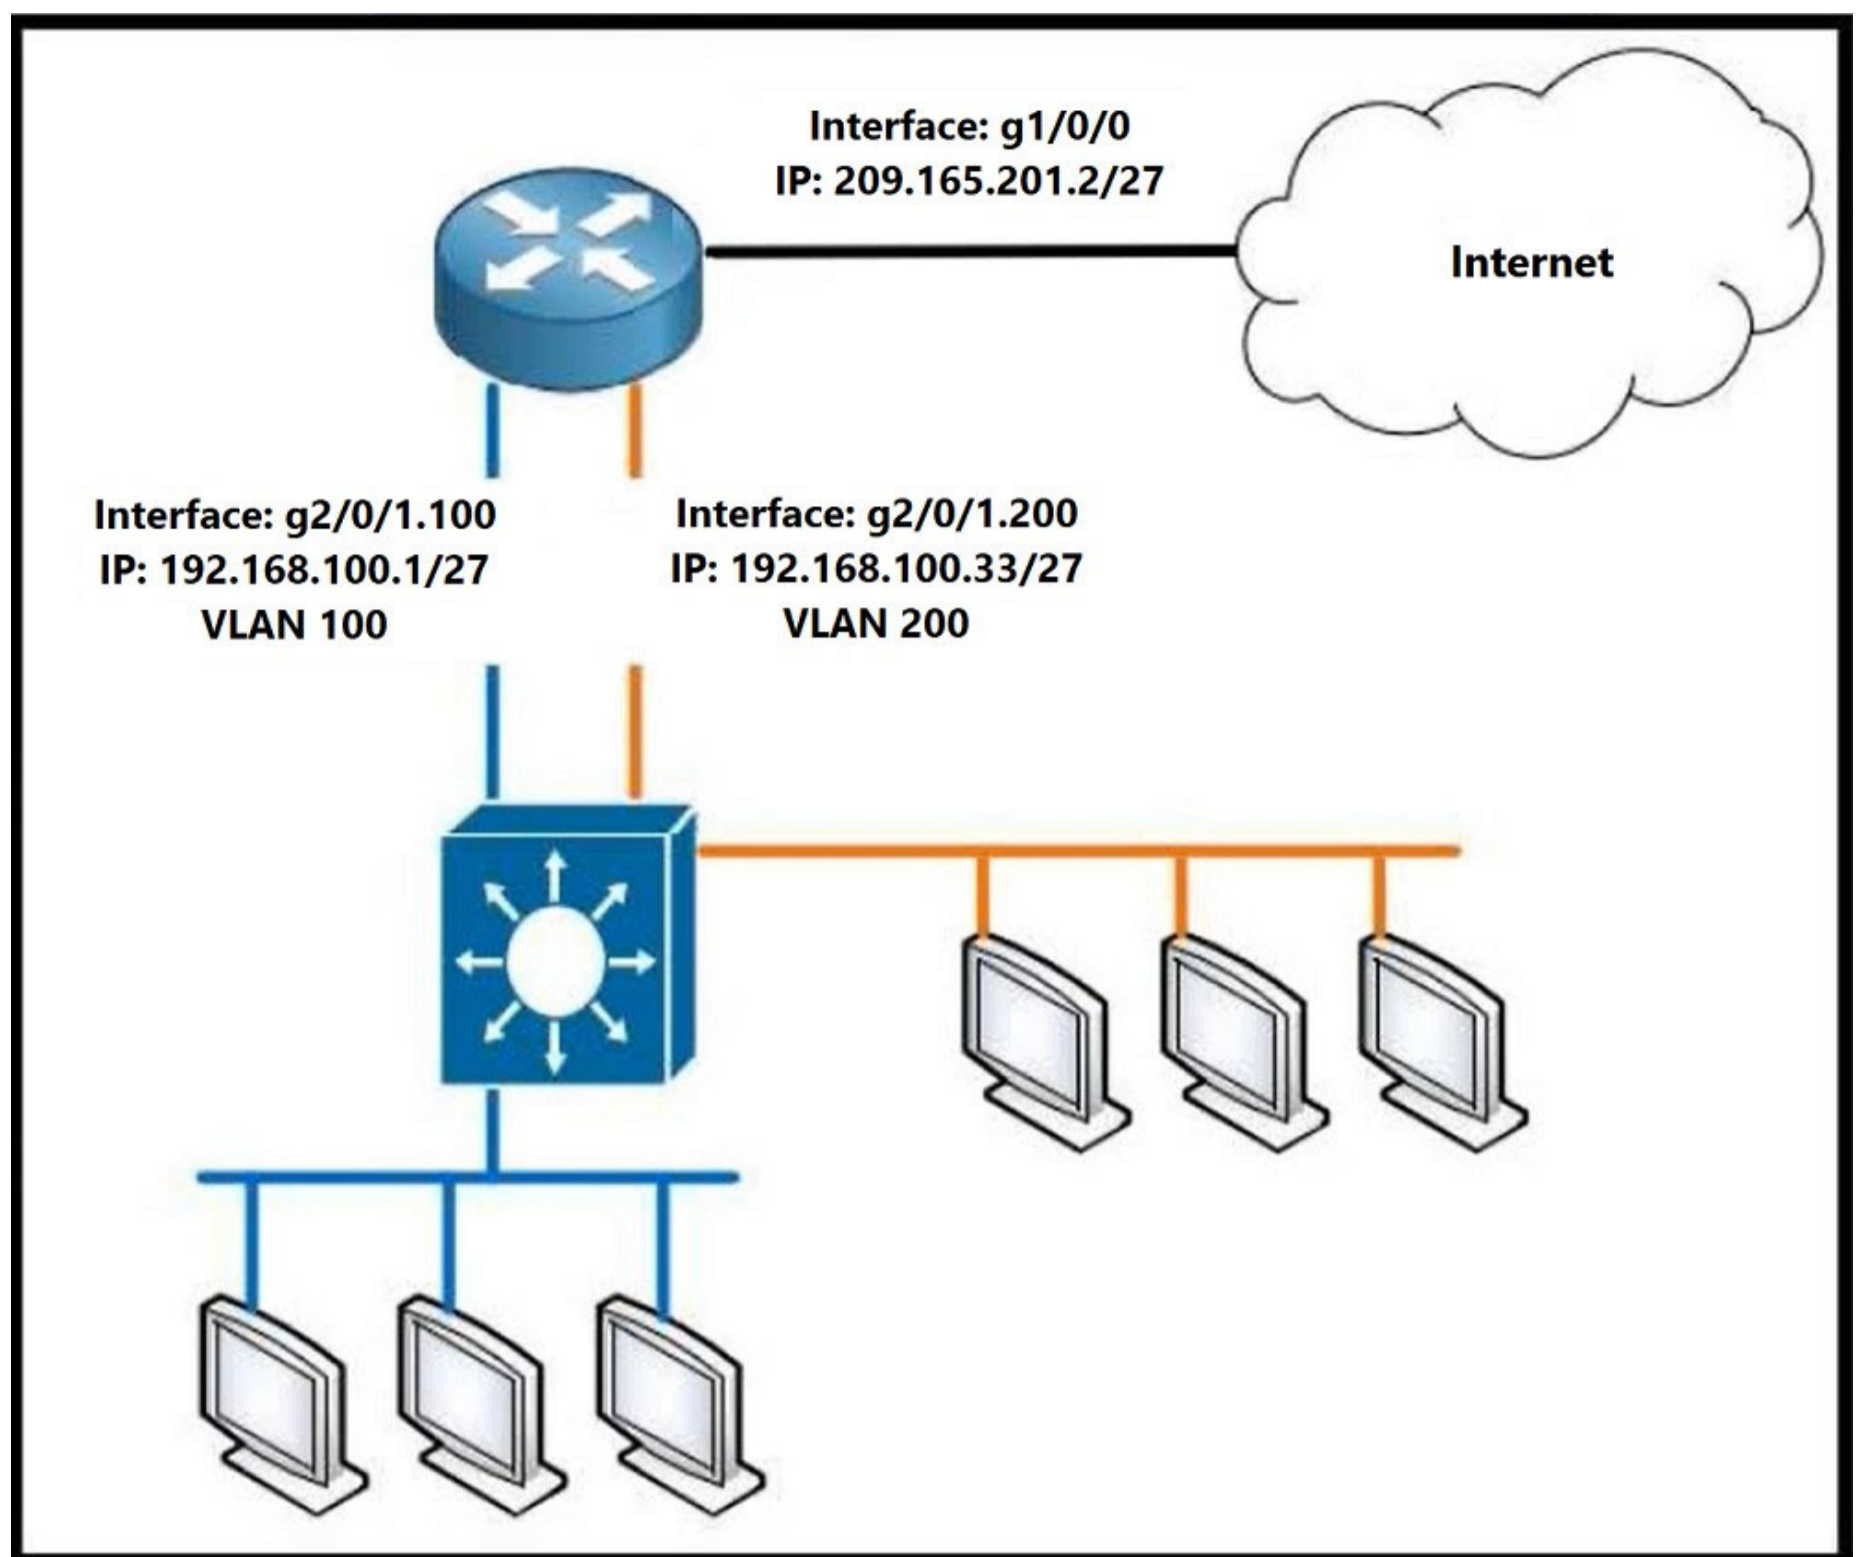 Interface: g1/0/0
IP: 209.165.201.2/27
Internet
Interface: g2/0/1.100
IP: 192.168.100.1/27
VLAN 100
Interface: g2/0/1.200
IP: 192.168.100.33/27
VLAN 200